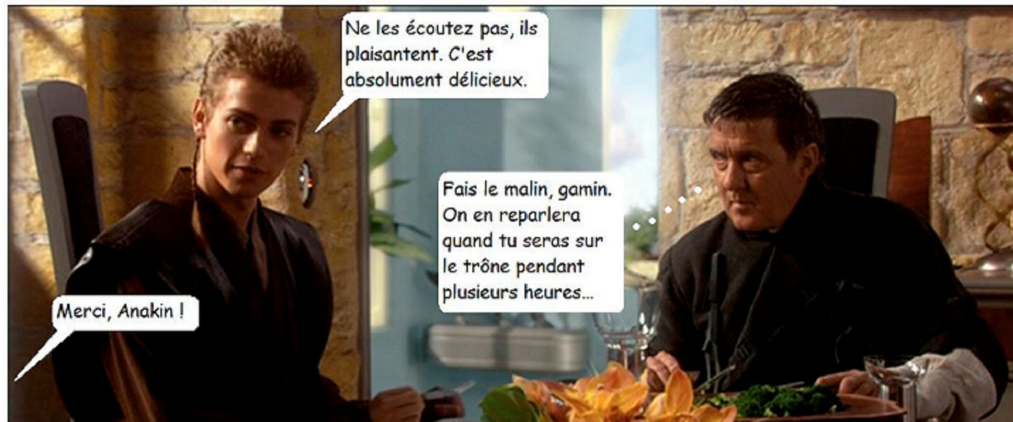 Ne les écoutez pas, ils
plaisantent. C'est
absolument délicieux.
Fais le malin, gamin.
On en reparlera
quand tu seras sur
le trône pendant
plusieurs heures...
Merci, Anakin !